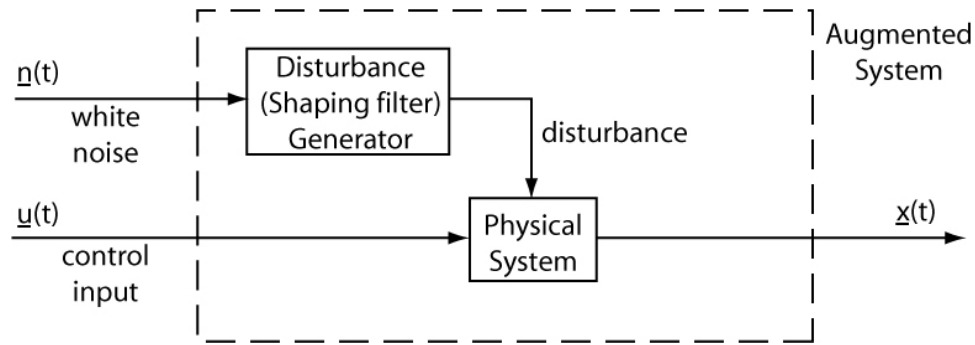 Augmented
System
n(t)
white
noise
Disturbance
(Shaping filter)
Generator
disturbance
u(t)
control
input
Physical
System
x(t)